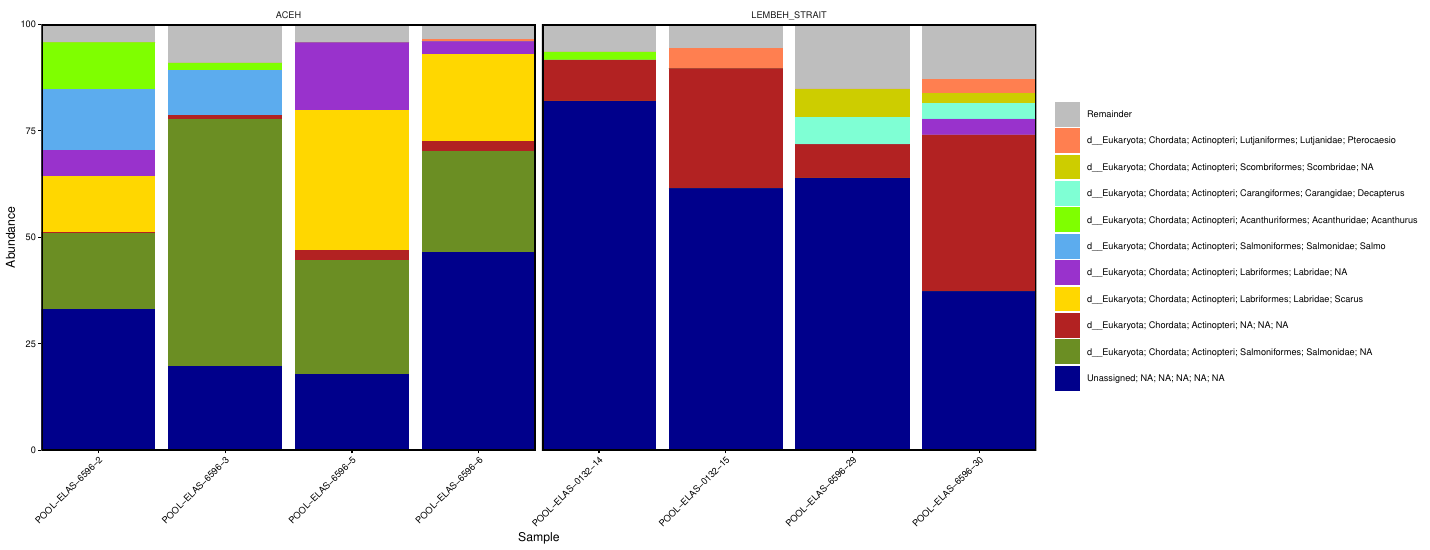 ACEH
LEMBEH_STRAIT
Abundance
100
75
50
25
0
POOL−ELAS−6596−2
POOL−ELAS−6596−3
POOL−ELAS−6596−5
POOL−ELAS−6596−6
POOL−ELAS−0132−14
POOL−ELAS−0132−15
POOL−ELAS−6596−29
POOL−ELAS−6596−30
Sample
Remainder
d__Eukaryota; Chordata; Actinopteri; Lutjaniformes; Lutjanidae; Pterocaesio
d__Eukaryota; Chordata; Actinopteri; Scombriformes; Scombridae; NA
d__Eukaryota; Chordata; Actinopteri; Carangiformes; Carangidae; Decapterus
d__Eukaryota; Chordata; Actinopteri; Acanthuriformes; Acanthuridae; Acanthurus
d__Eukaryota; Chordata; Actinopteri; Salmoniformes; Salmonidae; Salmo
d__Eukaryota; Chordata; Actinopteri; Labriformes; Labridae; NA
d__Eukaryota; Chordata; Actinopteri; Labriformes; Labridae; Scarus
d__Eukaryota; Chordata; Actinopteri; NA; NA; NA
d__Eukaryota; Chordata; Actinopteri; Salmoniformes; Salmonidae; NA
Unassigned; NA; NA; NA; NA; NA